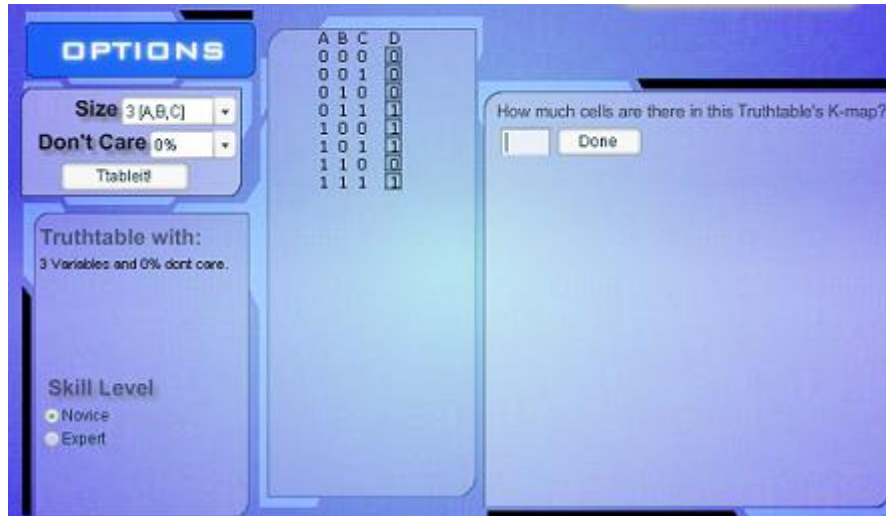 OPTIONS
Size 3 [A,B,C]
Don't Care 0%
Ttableit!
Truthtable with:
3 Variables and 0% dont care.
Skill Level
Novice
Expert
A B C D
0 0 0 0
0 0 1 0
0 1 0 0
0 1 1 1
1 0 0 1
1 0 1 1
1 1 0 0
1 1 1 1
How much cells are there in this Truthtable's K-map?
Done